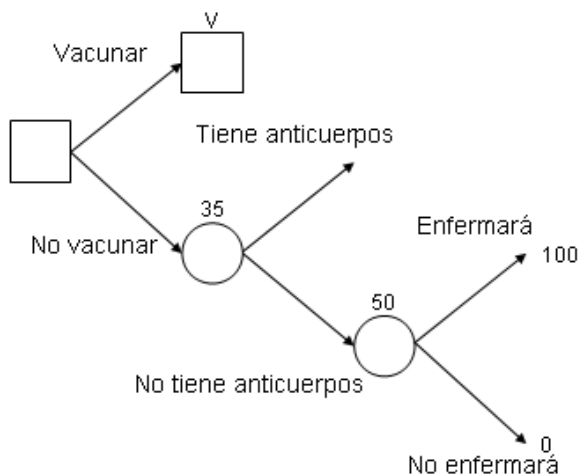 V
Vacunar
Tiene anticuerpos
35
No vacunar
Enfermará
100
50
No tiene anticuerpos
0
No enfermará